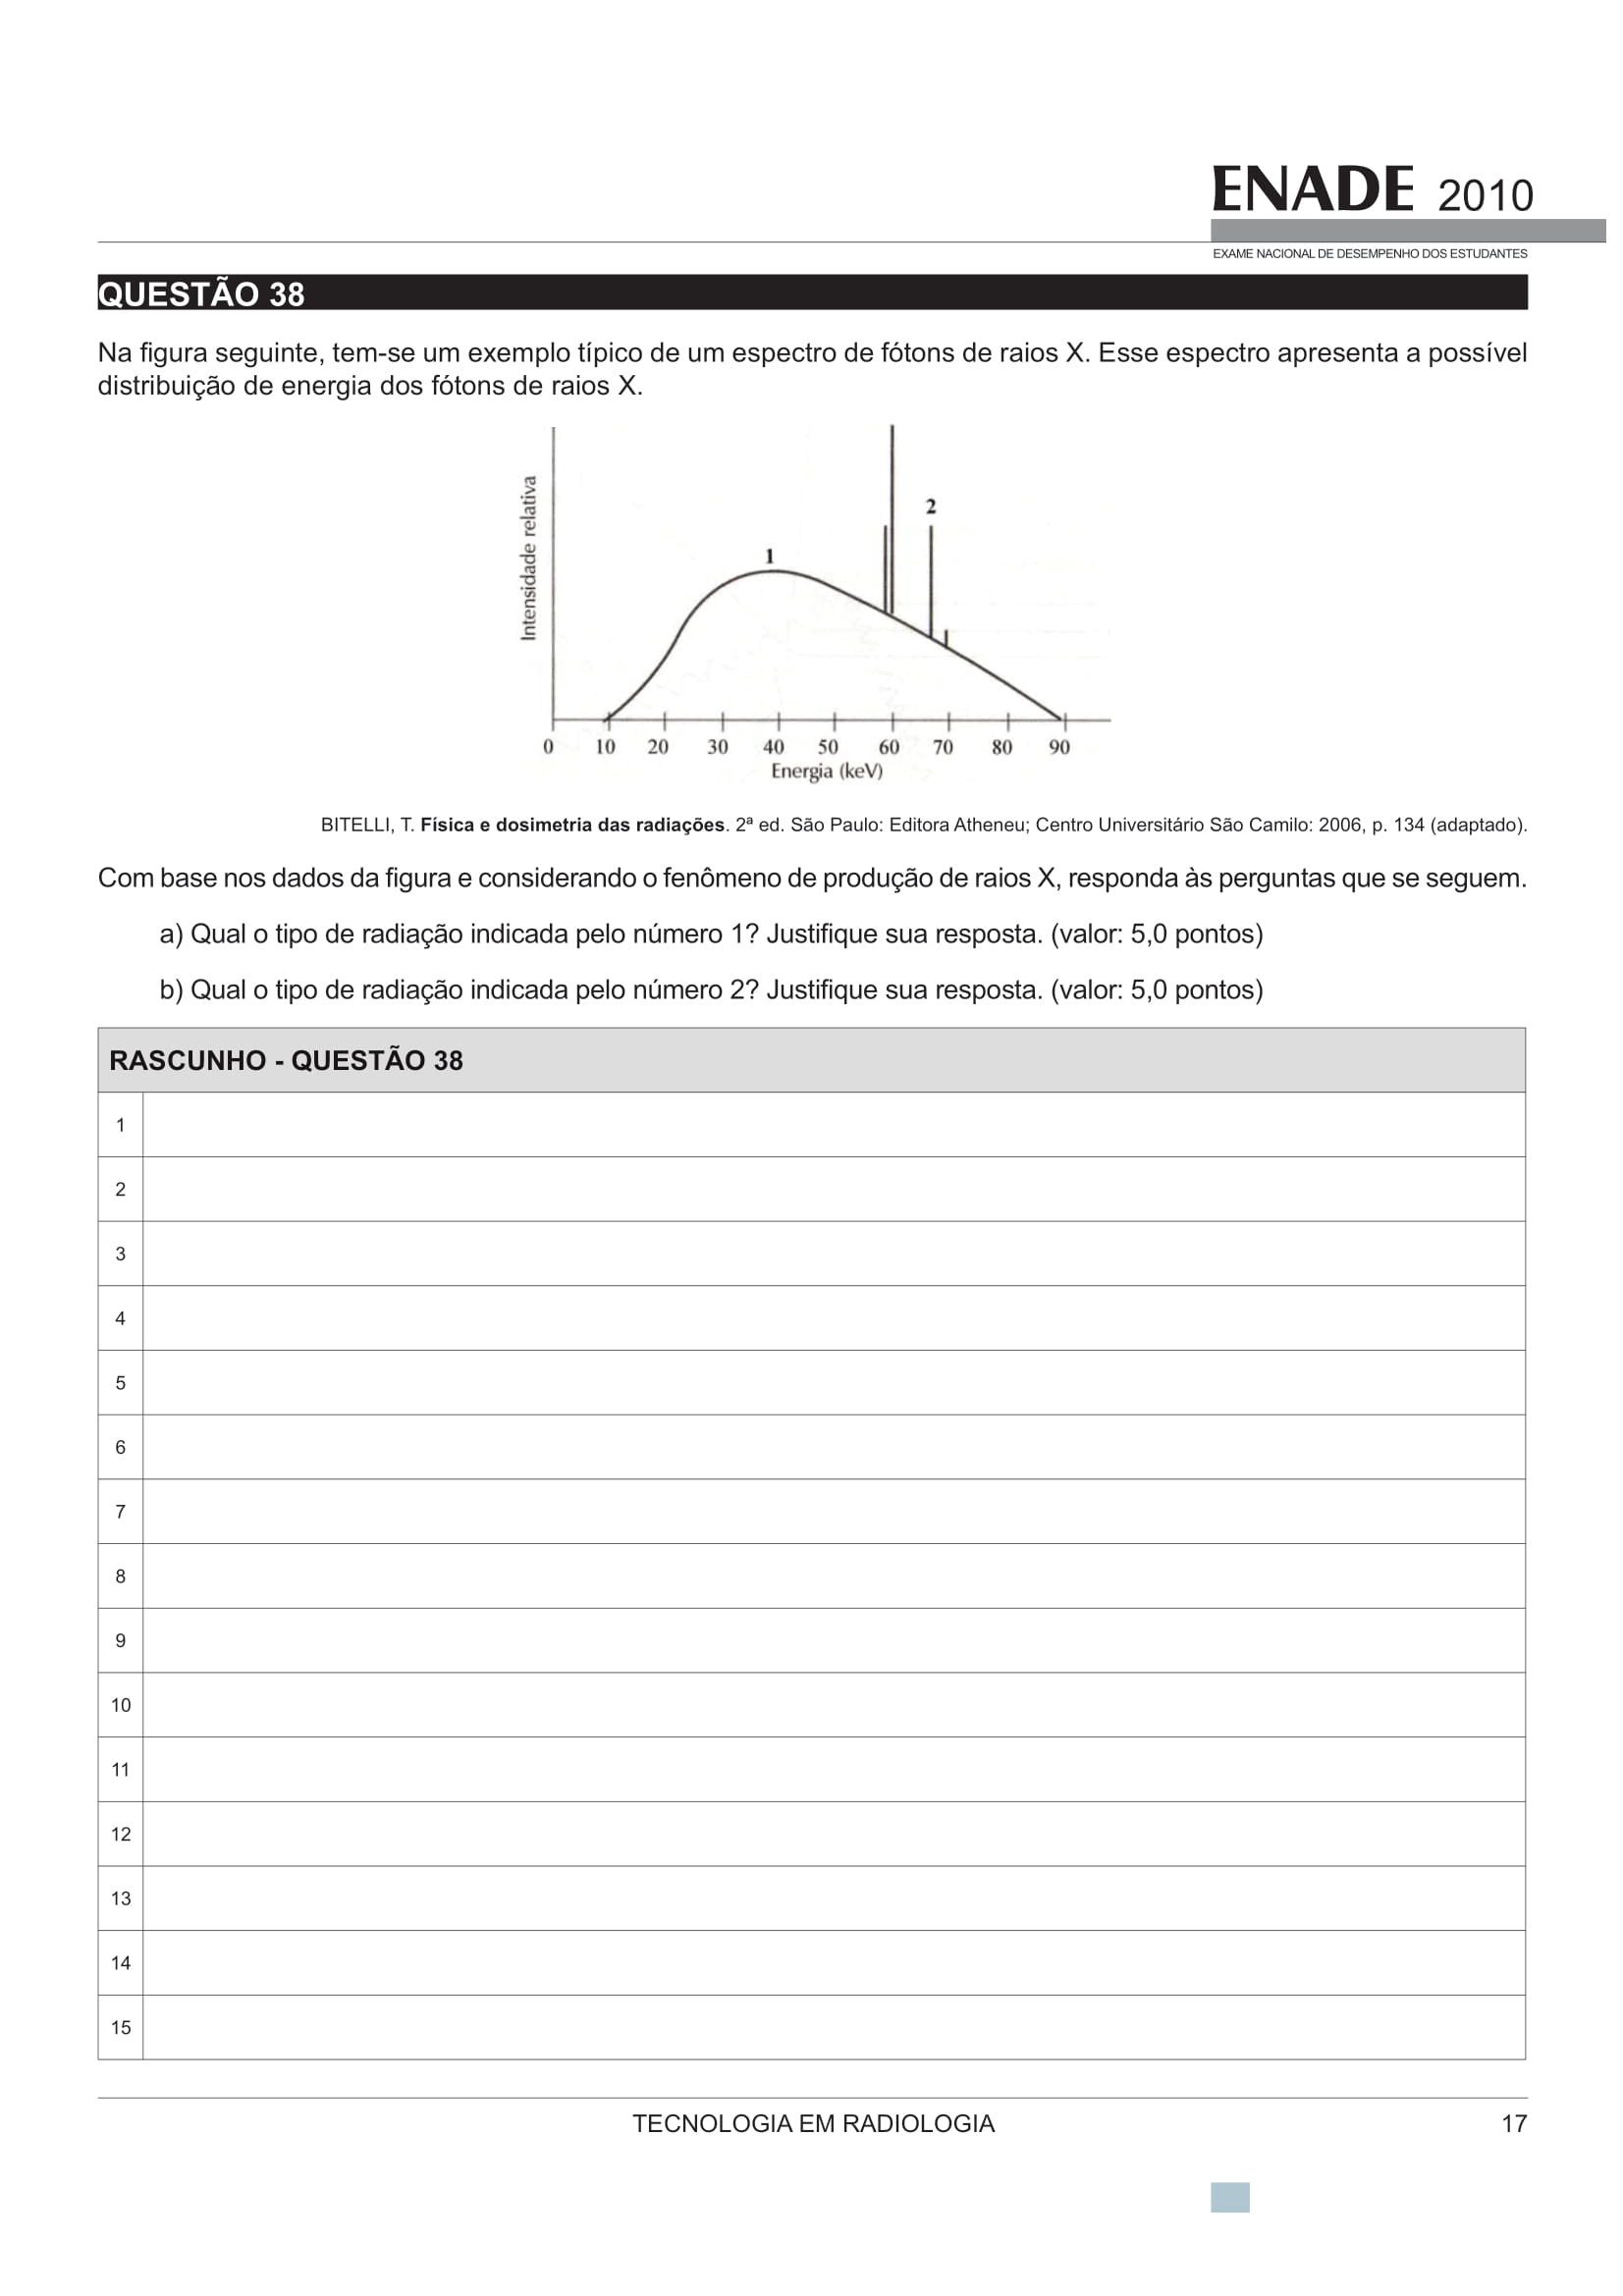 ENADE 2010
EXAME NACIONAL DE DESEMPENHO DOS ESTUDANTES
QUESTÃO 38
Na figura seguinte, tem-se um exemplo típico de um espectro de fótons de raios X. Esse espectro apresenta a possível
distribuição de energia dos fótons de raios X.
Intensidade relativa
1
2
0 10 20 30 40 50 60 70 80 90
Energia (keV)
BITELLI, T. Física e dosimetria das radiações. 2ª ed. São Paulo: Editora Atheneu; Centro Universitário São Camilo: 2006, p. 134 (adaptado).
Com base nos dados da figura e considerando o fenômeno de produção de raios X, responda às perguntas que se seguem.
a) Qual o tipo de radiação indicada pelo número 1? Justifique sua resposta. (valor: 5,0 pontos)
b) Qual o tipo de radiação indicada pelo número 2? Justifique sua resposta. (valor: 5,0 pontos)
RASCUNHO - QUESTÃO 38
1
2
3
4
5
6
7
8
9
10
11
12
13
14
15
TECNOLOGIA EM RADIOLOGIA 17